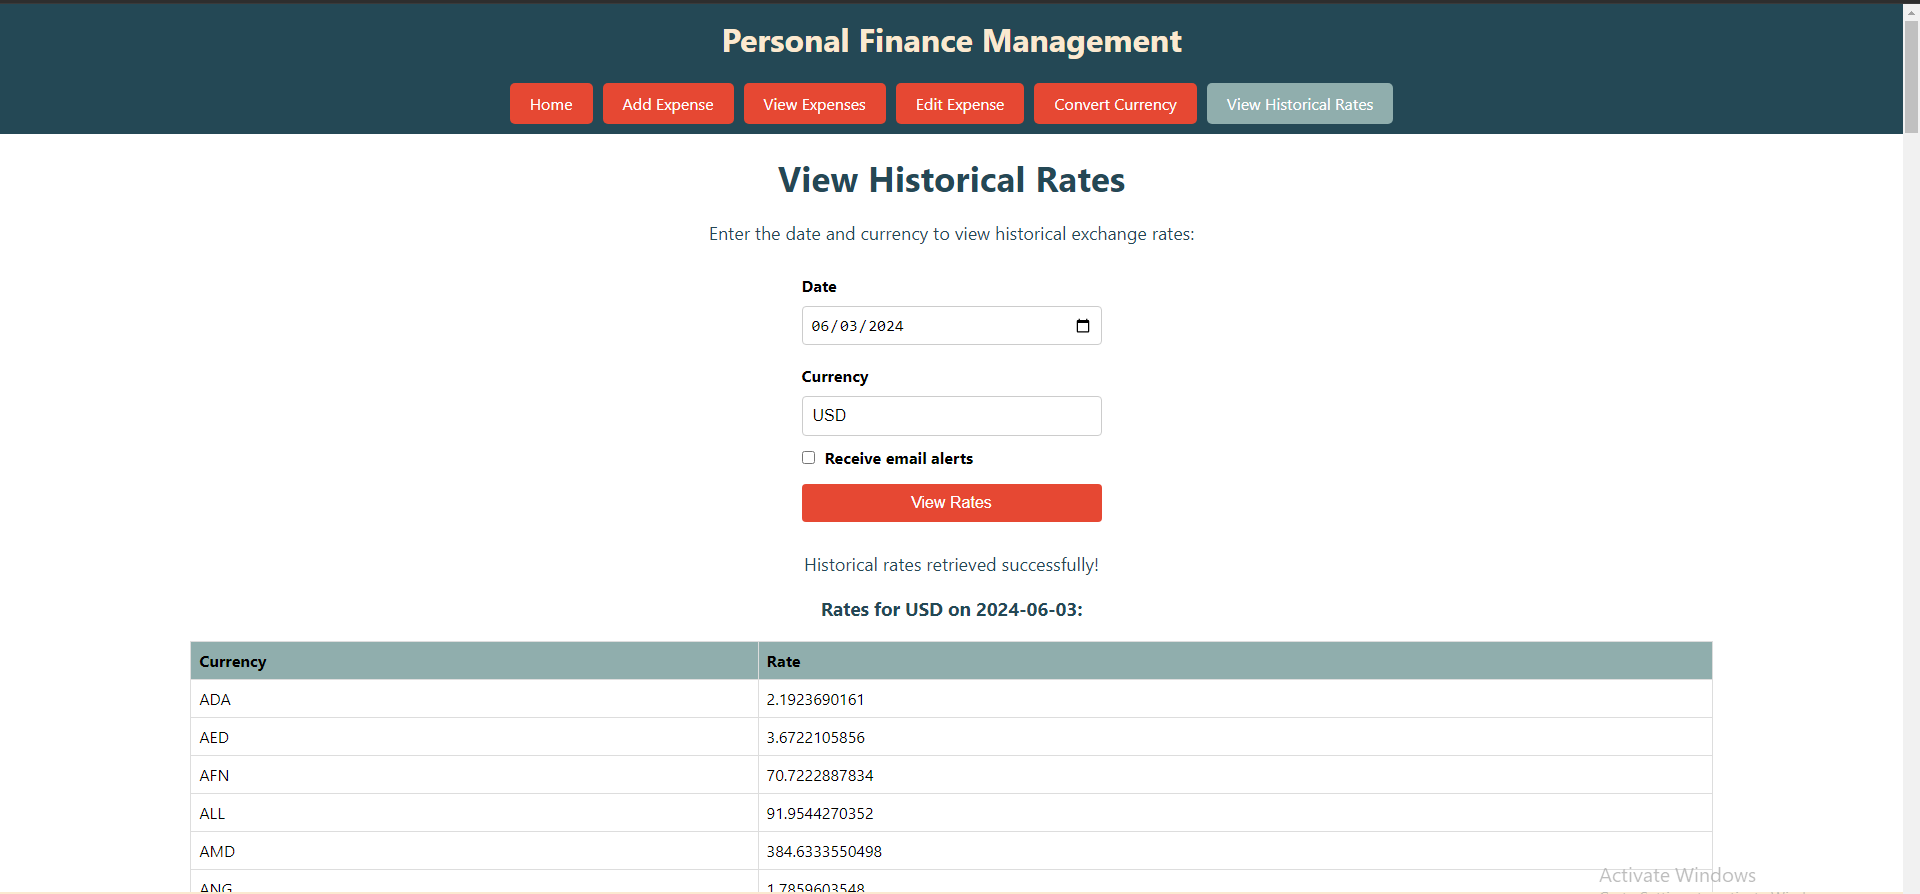 Personal Finance Management
Home Add Expense View Expenses Edit Expense Convert Currency View Historical Rates
View Historical Rates
Enter the date and currency to view historical exchange rates:
Date
06/03/2024
Currency
USD
Receive email alerts
View Rates
Historical rates retrieved successfully!
Rates for USD on 2024-06-03:
Currency Rate
ADA 2.1923690161
AED 3.6722105856
AFN 70.7222887834
ALL 91.9544270352
AMD 384.6333550498
ANG 1.7859603548
Activate Windows